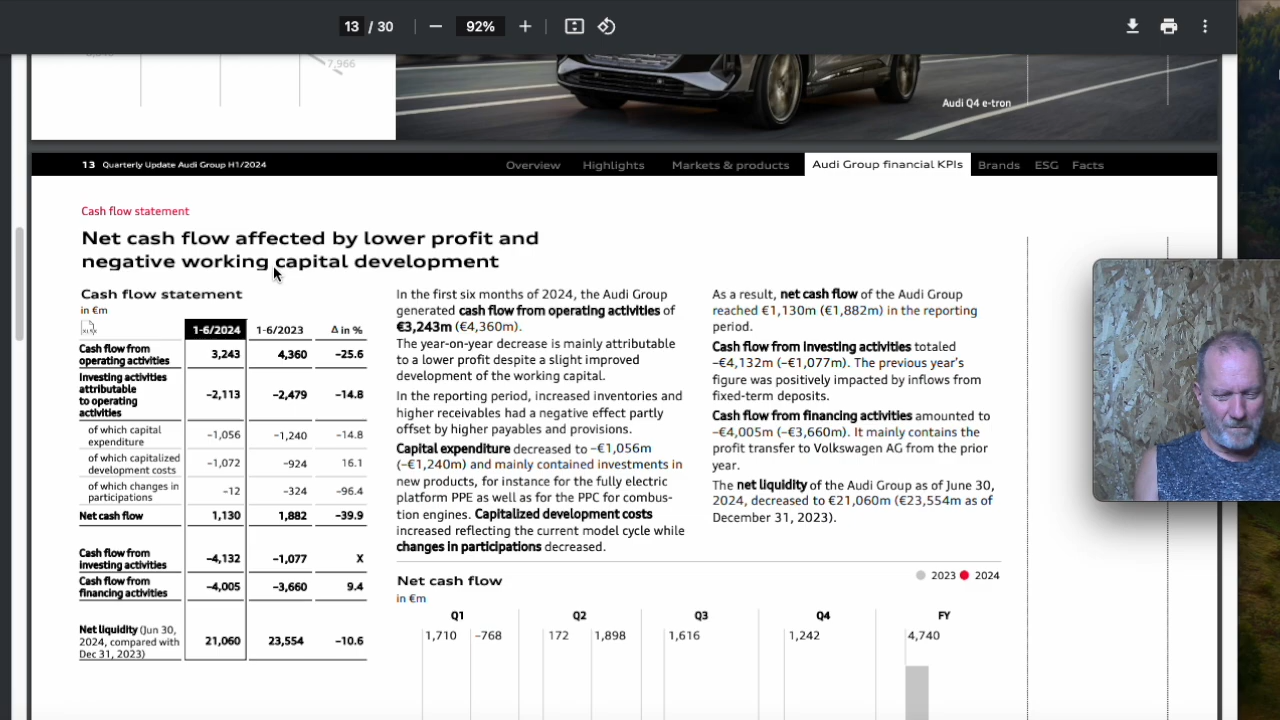 13 / 30
92%
7,966
Audi Q4 e-tron
13 Quarterly Update Audi Group H1/2024
Overview Highlights Markets & products Audi Group financial KPIs Brands ESG Facts
Cash flow statement
Net cash flow affected by lower profit and
negative working capital development
Cash flow statement
in €m
1-6/2024 1-6/2023 Δ in %
Cash flow from
operating activities 3,243 4,360 −25.6
Investing activities
attributable
to operating
activities −2,113 −2,479 −14.8
of which capital
expenditure −1,056 −1,240 −14.8
of which capitalized
development costs −1,072 −924 16.1
of which changes in
participations −12 −324 −96.4
Net cash flow 1,130 1,882 −39.9
Cash flow from
investing activities −4,132 −1,077 X
Cash flow from
financing activities −4,005 −3,660 9.4
Net liquidity (Jun 30,
2024, compared with
Dec 31, 2023) 21,060 23,554 −10.6
In the first six months of 2024, the Audi Group
generated cash flow from operating activities of
€3,243m (€4,360m).
The year-on-year decrease is mainly attributable
to a lower profit despite a slight improved
development of the working capital.
In the reporting period, increased inventories and
higher receivables had a negative effect partly
offset by higher payables and provisions.
Capital expenditure decreased to −€1,056m
(−€1,240m) and mainly contained investments in
new products, for instance for the fully electric
platform PPE as well as for the PPC for combus-
tion engines. Capitalized development costs
increased reflecting the current model cycle while
changes in participations decreased.
As a result, net cash flow of the Audi Group
reached €1,130m (€1,882m) in the reporting
period.
Cash flow from investing activities totaled
−€4,132m (−€1,077m). The previous year's
figure was positively impacted by inflows from
fixed-term deposits.
Cash flow from financing activities amounted to
−€4,005m (−€3,660m). It mainly contains the
profit transfer to Volkswagen AG from the prior
year.
The net liquidity of the Audi Group as of June 30,
2024, decreased to €21,060m (€23,554m as of
December 31, 2023).
Net cash flow
in €m
2023 2024
Q1 Q2 Q3 Q4 FY
1,710 −768 172 1,898 1,616 1,242 4,740